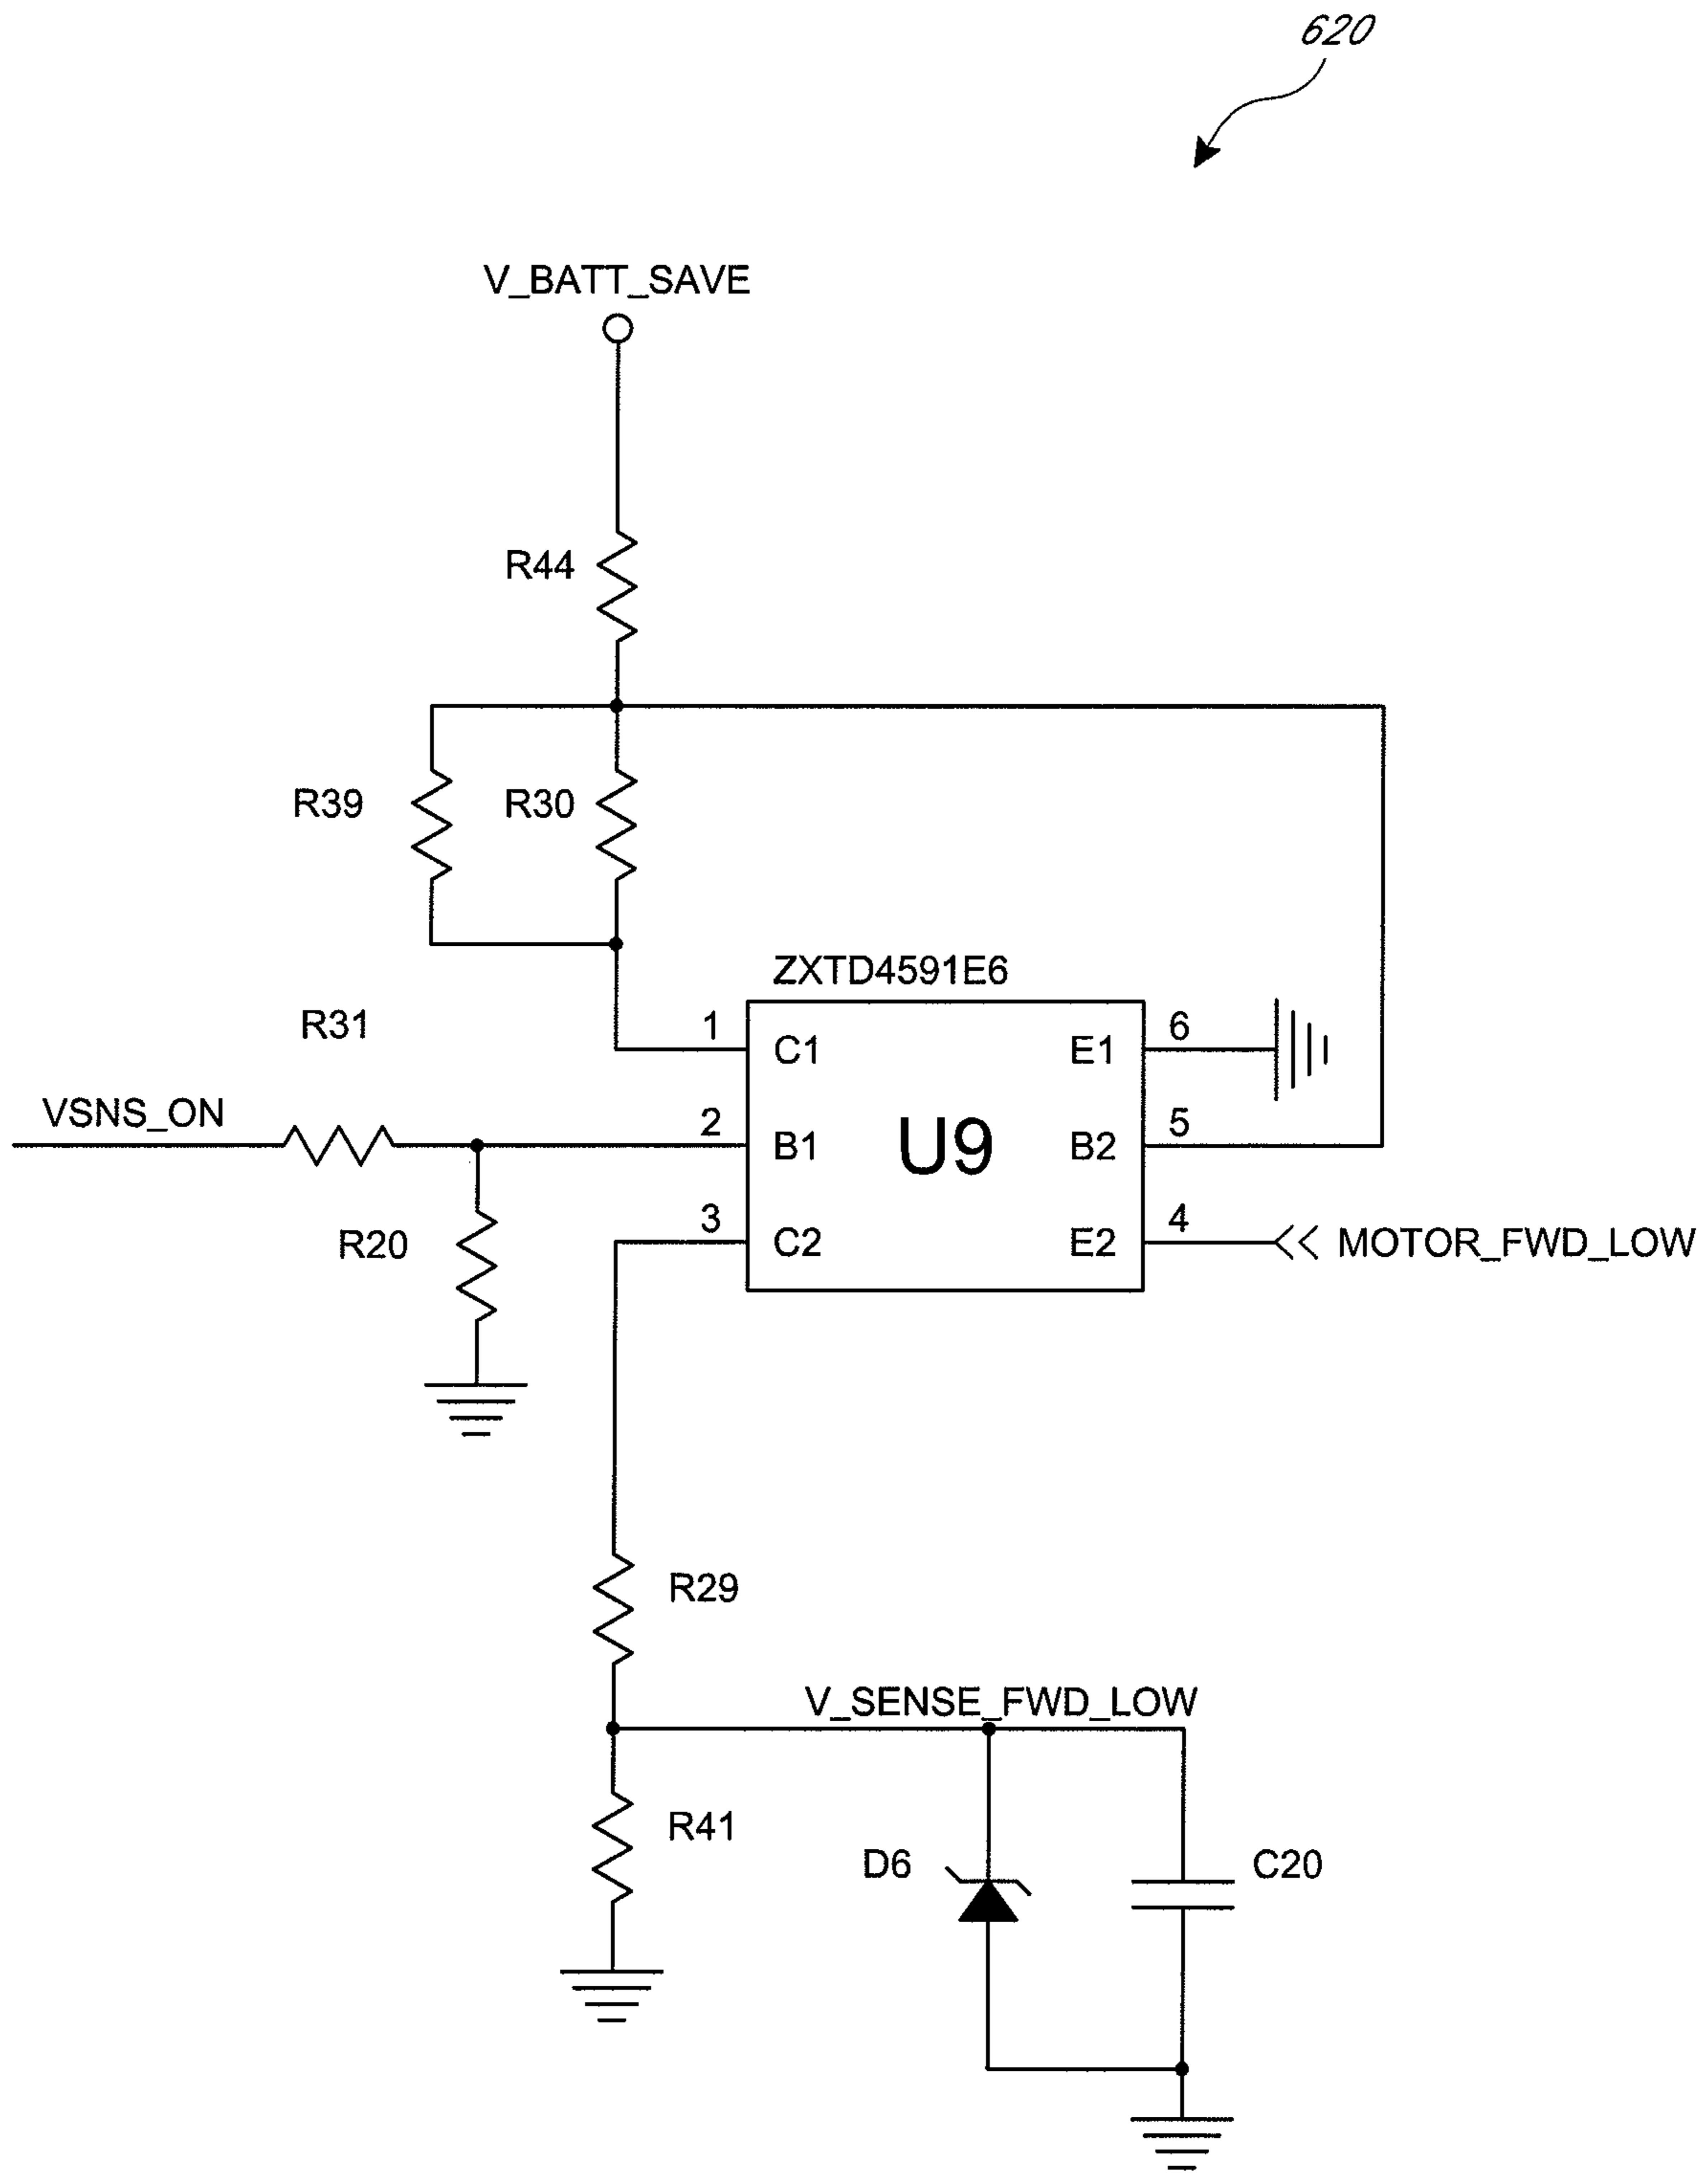 620
V_BATT_SAVE
R44
R39
R30
ZXTD4591E6
R31
1
C1
E1
6
VSNS_ON
2
B1
U9
B2
5
R20
3
C2
E2
4
MOTOR_FWD_LOW
R29
V_SENSE_FWD_LOW
R41
D6
C20